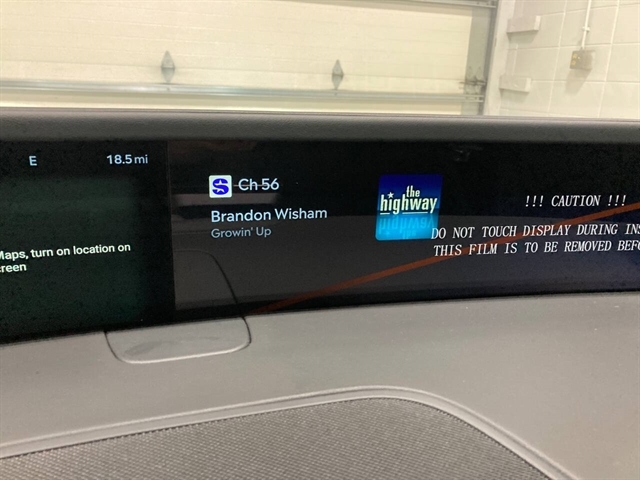 E 18.5 mi
Maps, turn on location on
creen
S Ch 56
Brandon Wisham
Growin' Up
the
highway
!!! CAUTION !!!
DO NOT TOUCH DISPLAY DURING INS
THIS FILM IS TO BE REMOVED BEFO